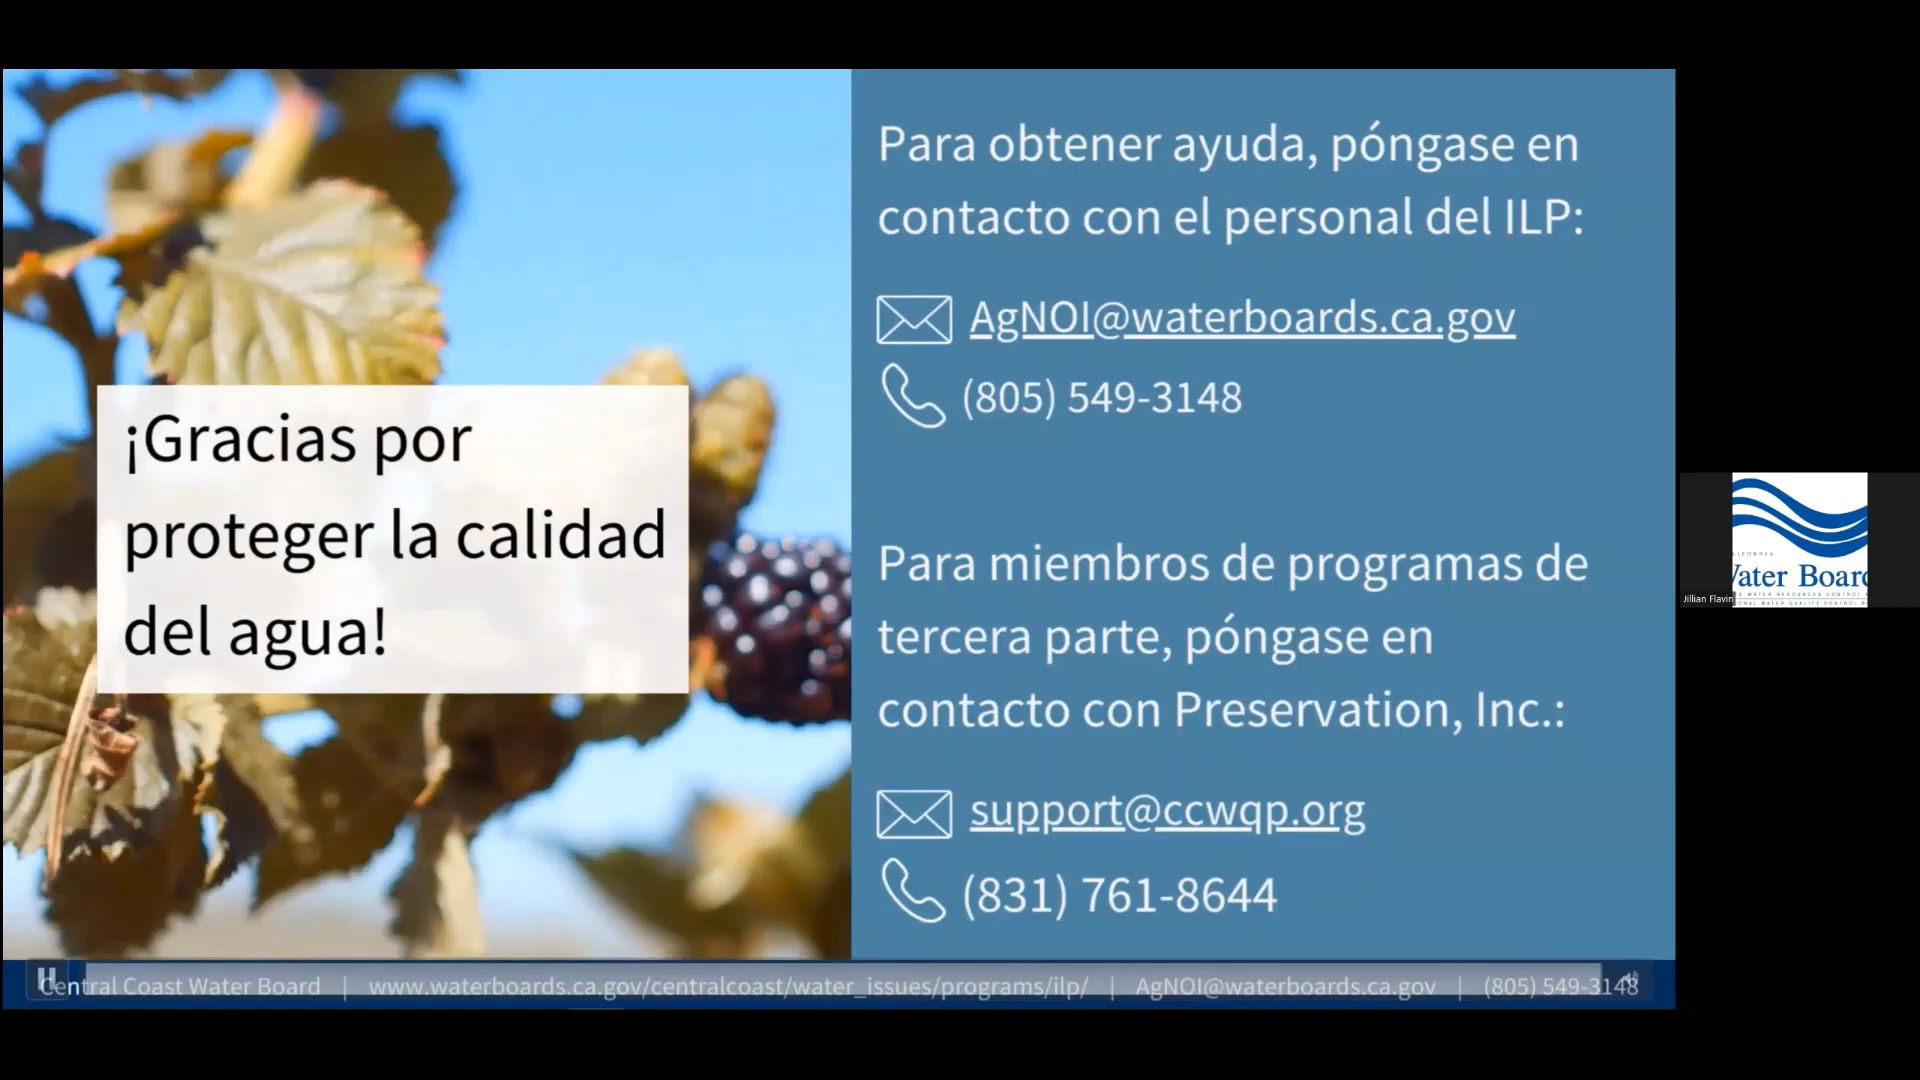 ¡Gracias por
proteger la calidad
del agua!
Para obtener ayuda, póngase en
contacto con el personal del ILP:
AgNOI@waterboards.ca.gov
(805) 549-3148
Para miembros de programas de
tercera parte, póngase en
contacto con Preservation, Inc.:
support@ccwqp.org
(831) 761-8644
Central Coast Water Board | www.waterboards.ca.gov/centralcoast/water_issues/programs/ilp/ | AgNOI@waterboards.ca.gov | (805) 549-3148
Water Board
Jillian Flavin